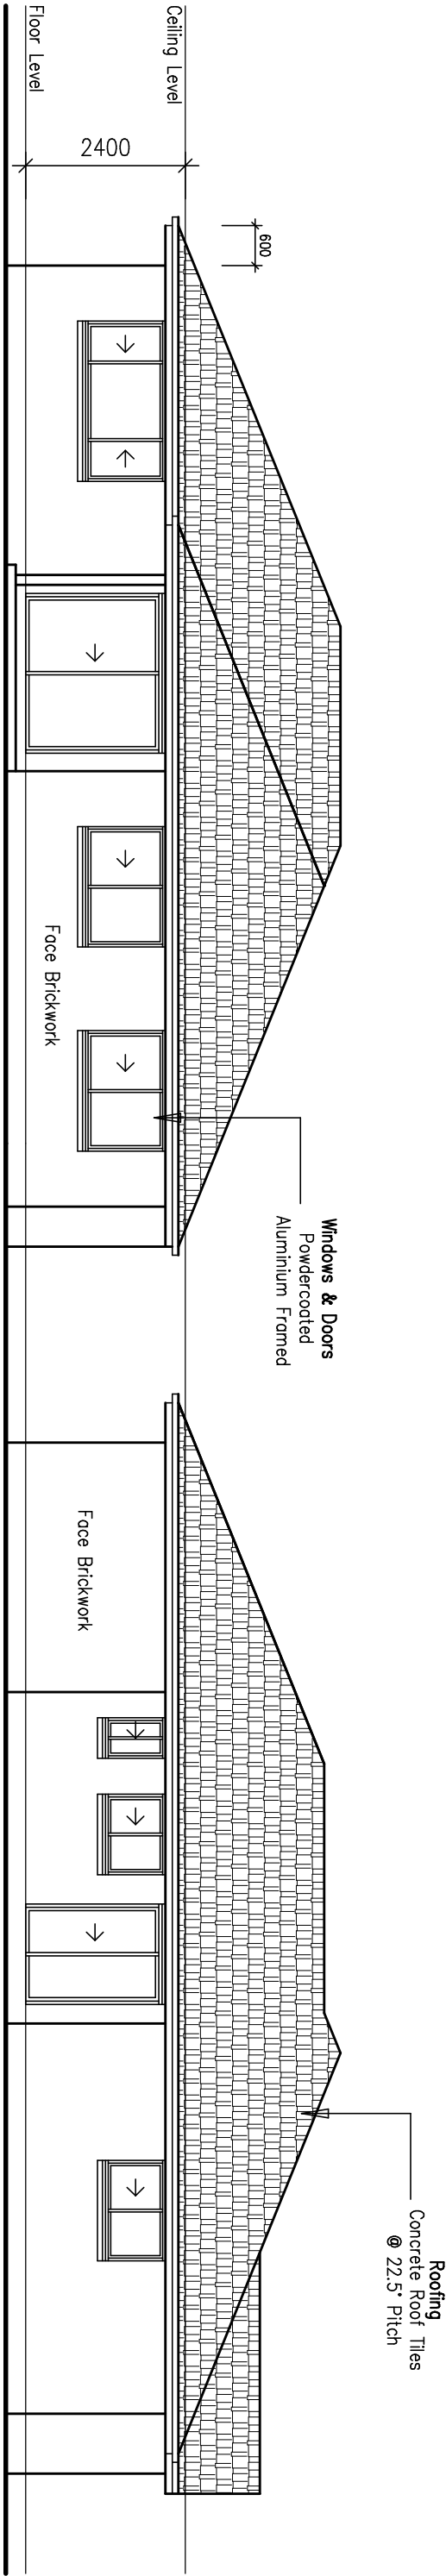 Ceiling Level
Floor Level
2400
600
Face Brickwork
Windows & Doors
Powdercoated
Aluminium Framed
Face Brickwork
Roofing
Concrete Roof Tiles
@ 22.5° Pitch